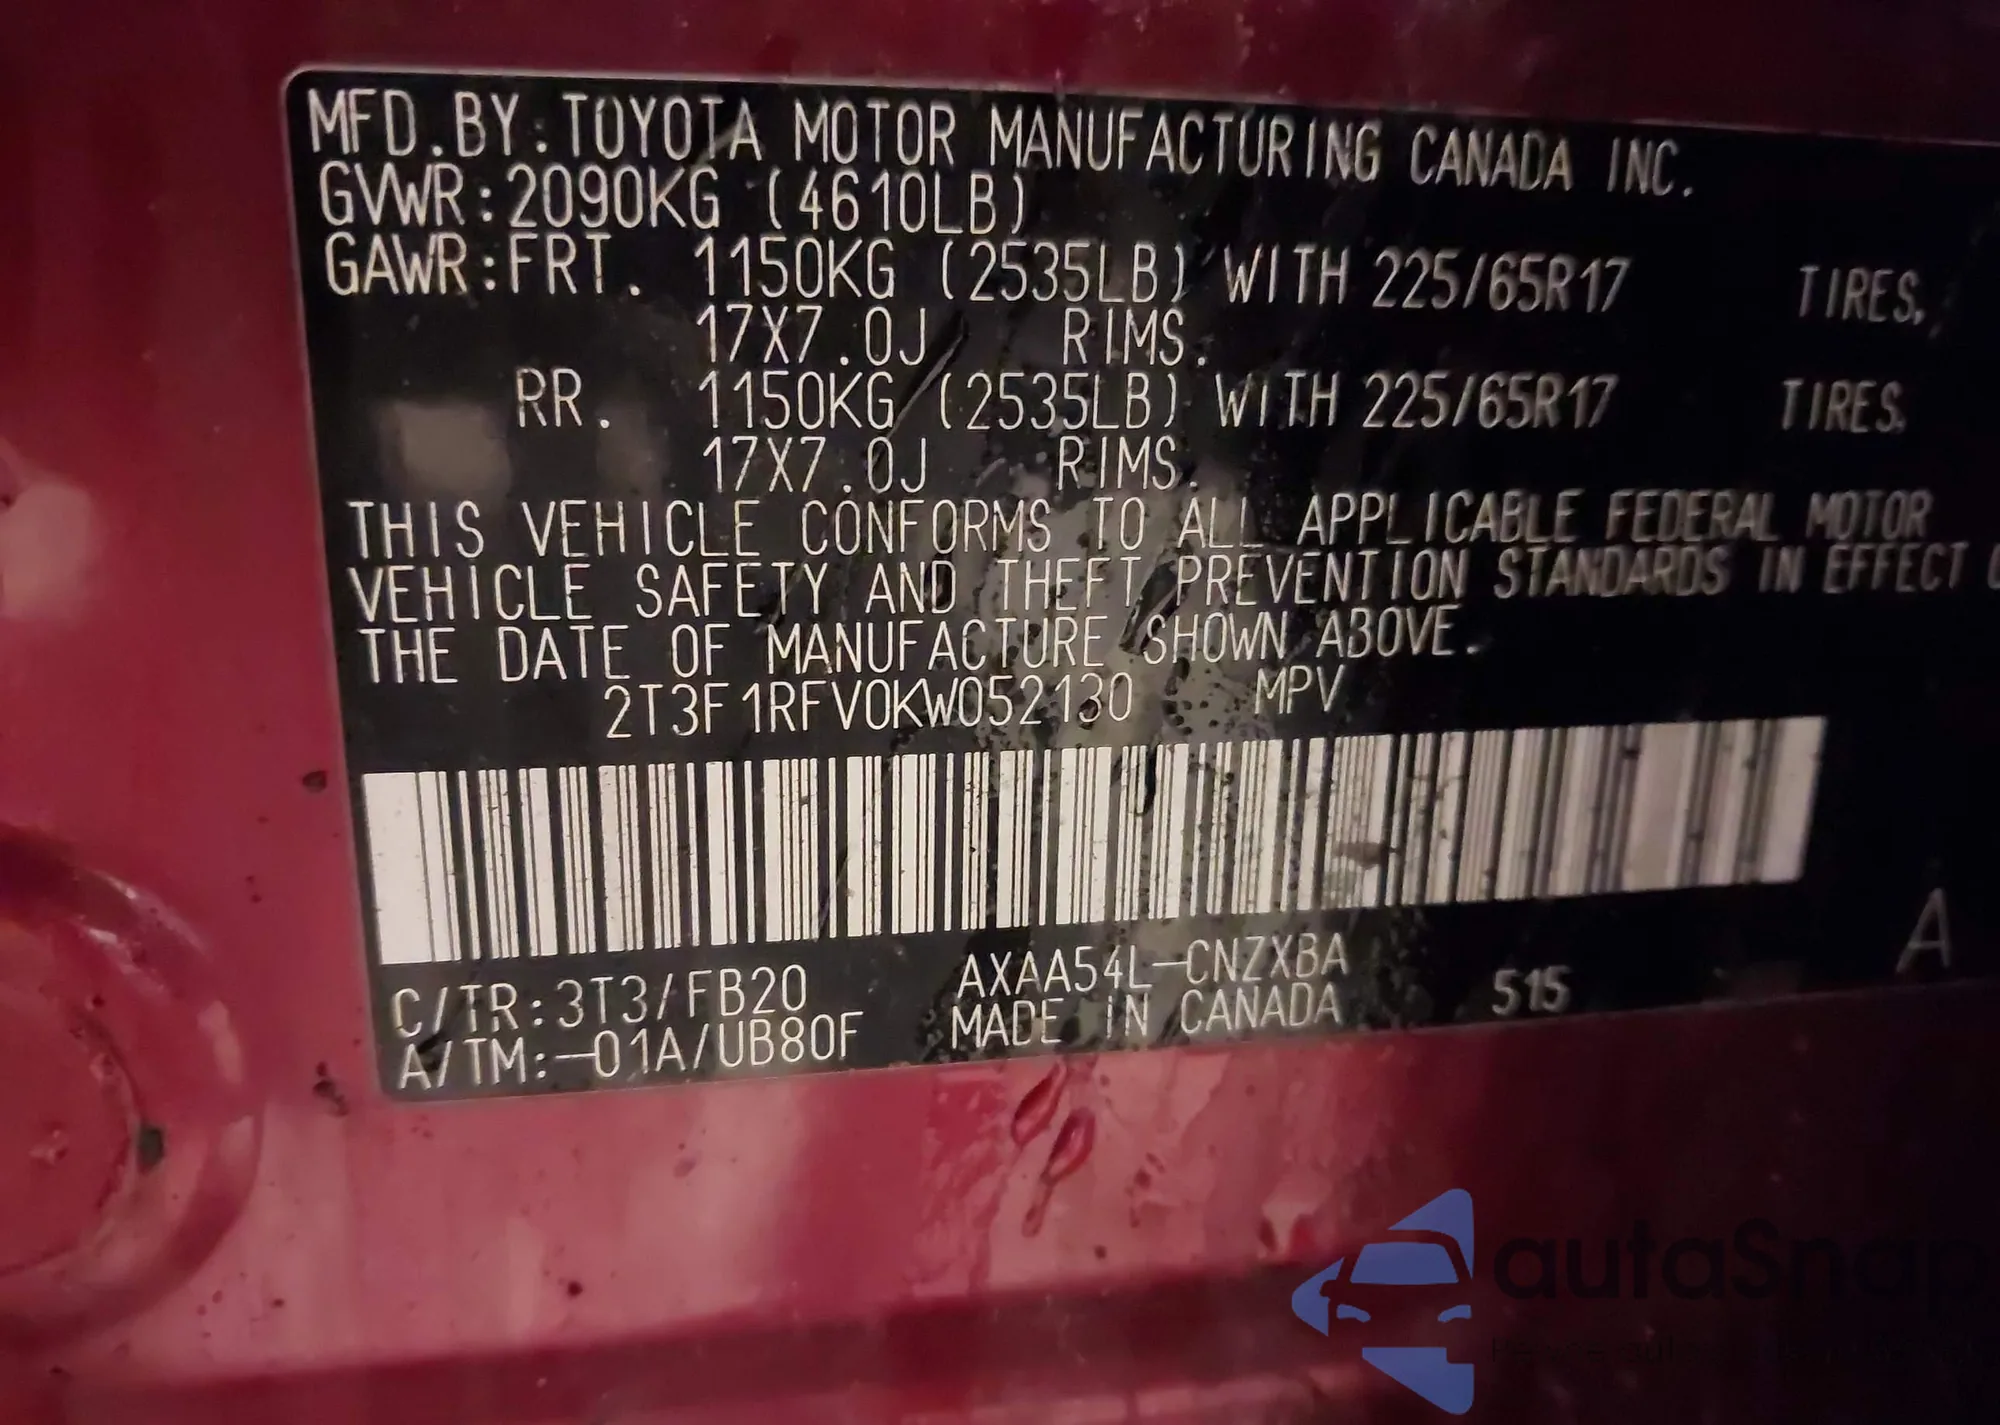 MFD.BY:TOYOTA MOTOR MANUFACTURING CANADA INC.
GVWR:2090KG (4610LB)
GAWR:FRT. 1150KG (2535LB) WITH 225/65R17 TIRES,
17X7.0J RIMS.
RR. 1150KG (2535LB) WITH 225/65R17 TIRES,
17X7.0J RIMS.
THIS VEHICLE CONFORMS TO ALL APPLICABLE FEDERAL MOTOR
VEHICLE SAFETY AND THEFT PREVENTION STANDARDS IN EFFECT
THE DATE OF MANUFACTURE SHOWN ABOVE.
2T3F1RFV0KW052130 MPV
C/TR:3T3/FB20 AXAA54L-CNZXBA 515 A
A/TM:-01A/UB80F MADE IN CANADA
autaSnap